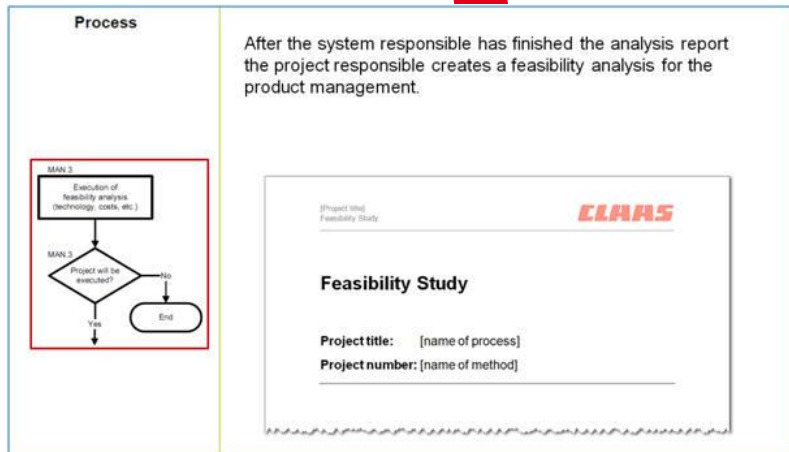 Process
After the system responsible has finished the analysis report
the project responsible creates a feasibility analysis for the
product management.
MAN.3
Execution of
feasibility analysis
(technology, costs, etc.)
MAN.3
Project will be
executed?
No
End
Yes
[Project title]
Feasibility Study
CLAAS
Feasibility Study
Project title: [name of process]
Project number: [name of method]